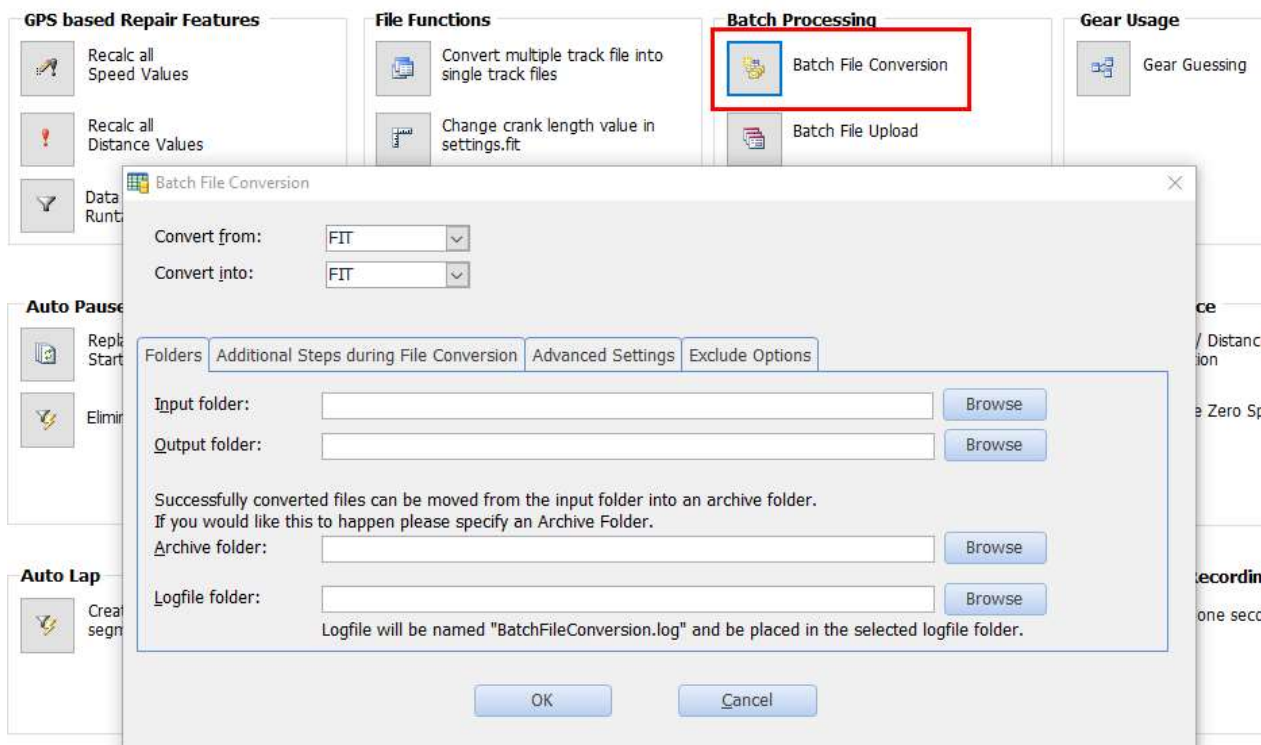 GPS based Repair Features
File Functions
Batch Processing
Gear Usage
Recalc all
Speed Values
Convert multiple track file into
single track files
Batch File Conversion
Gear Guessing
Recalc all
Distance Values
Change crank length value in
settings.fit
Batch File Upload
Data
Batch File Conversion
Convert from:
FIT
Convert into:
FIT
Auto Pause
Start
Folders
Additional Steps during File Conversion
Advanced Settings
Exclude Options
Input folder:
Browse
Output folder:
Browse
Successfully converted files can be moved from the input folder into an archive folder.
If you would like this to happen please specify an Archive Folder.
Archive folder:
Browse
Logfile folder:
Browse
Logfile will be named "BatchFileConversion.log" and be placed in the selected logfile folder.
Auto Lap
OK
Cancel